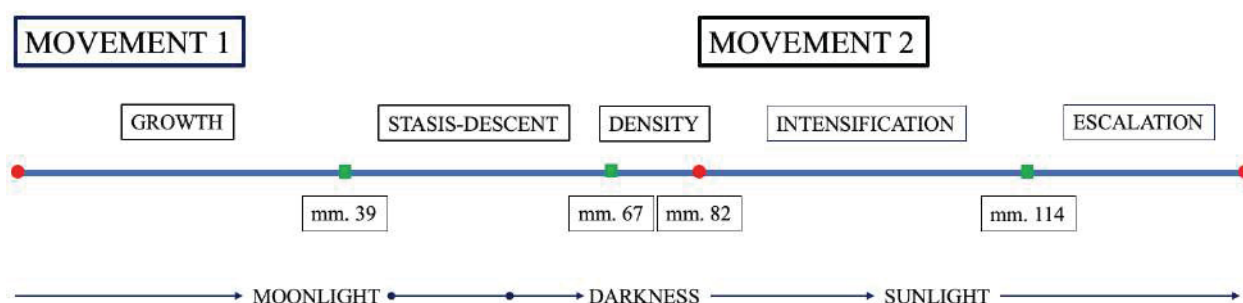 MOVEMENT 1 MOVEMENT 2
GROWTH STASIS-DESCENT DENSITY INTENSIFICATION ESCALATION
mm. 39 mm. 67 mm. 82 mm. 114
MOONLIGHT DARKNESS SUNLIGHT